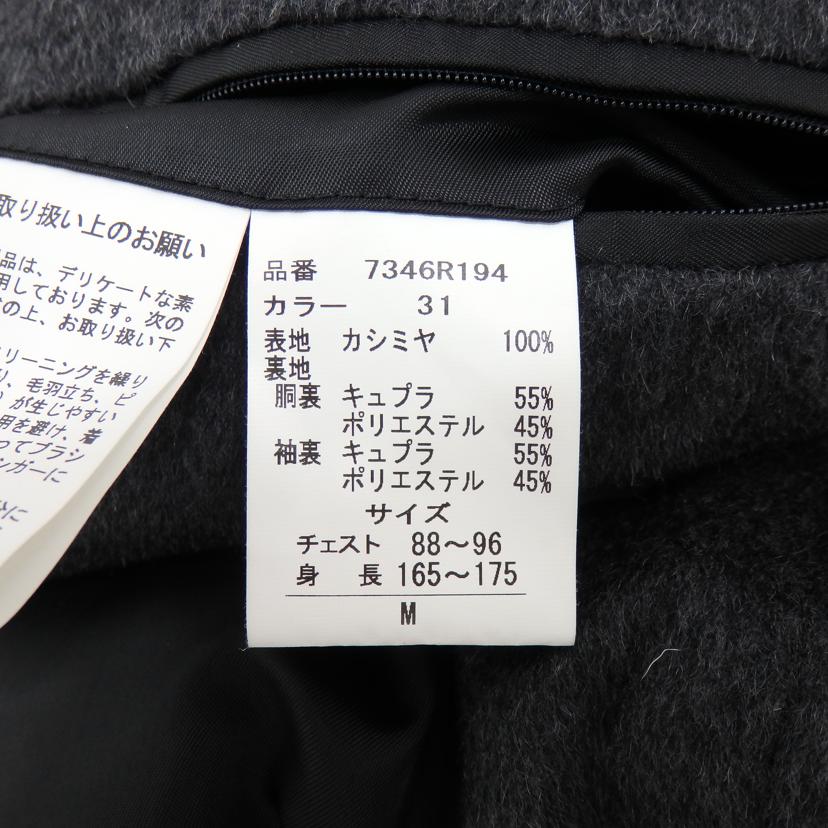 取り扱い上のお願い
品は、デリケートな素
用しております。次の
の上、お取り扱い下
リーニングを繰り
り、毛羽立ち、ピ
が生じやすい
用を避け、着
ってブラシ
ンガーに
に
品番 7346R194
カラー 31
表地 カシミヤ 100%
裏地
胴裏 キュプラ 55%
ポリエステル 45%
袖裏 キュプラ 55%
ポリエステル 45%
サイズ
チェスト 88～96
身 長 165～175
M